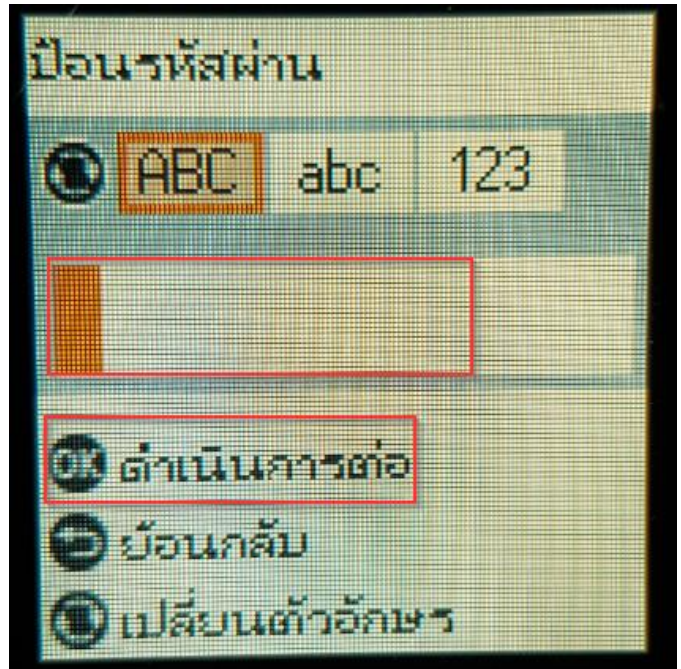 ป้อนรหัสผ่าน
ABC abc 123
OK ดำเนินการต่อ
ย้อนกลับ
เปลี่ยนตัวอักษร